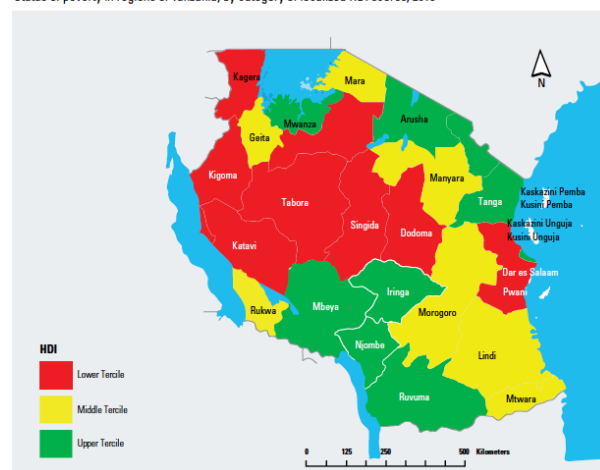 Kagera
Mara
Mwanza
Arusha
Geita
Kigoma
Manyara
Tanga
Kaskazini Pemba
Kusini Pemba
Tabora
Singida
Dodoma
Kaskazini Unguja
Kusini Unguja
Katavi
Dar es Salaam
Pwani
Iringa
Rukwa
Mbeya
Morogoro
Njombe
Lindi
Ruvuma
Mtwara
N
HDI
Lower Tercile
Middle Tercile
Upper Tercile
0 125 250 500 Kilometers